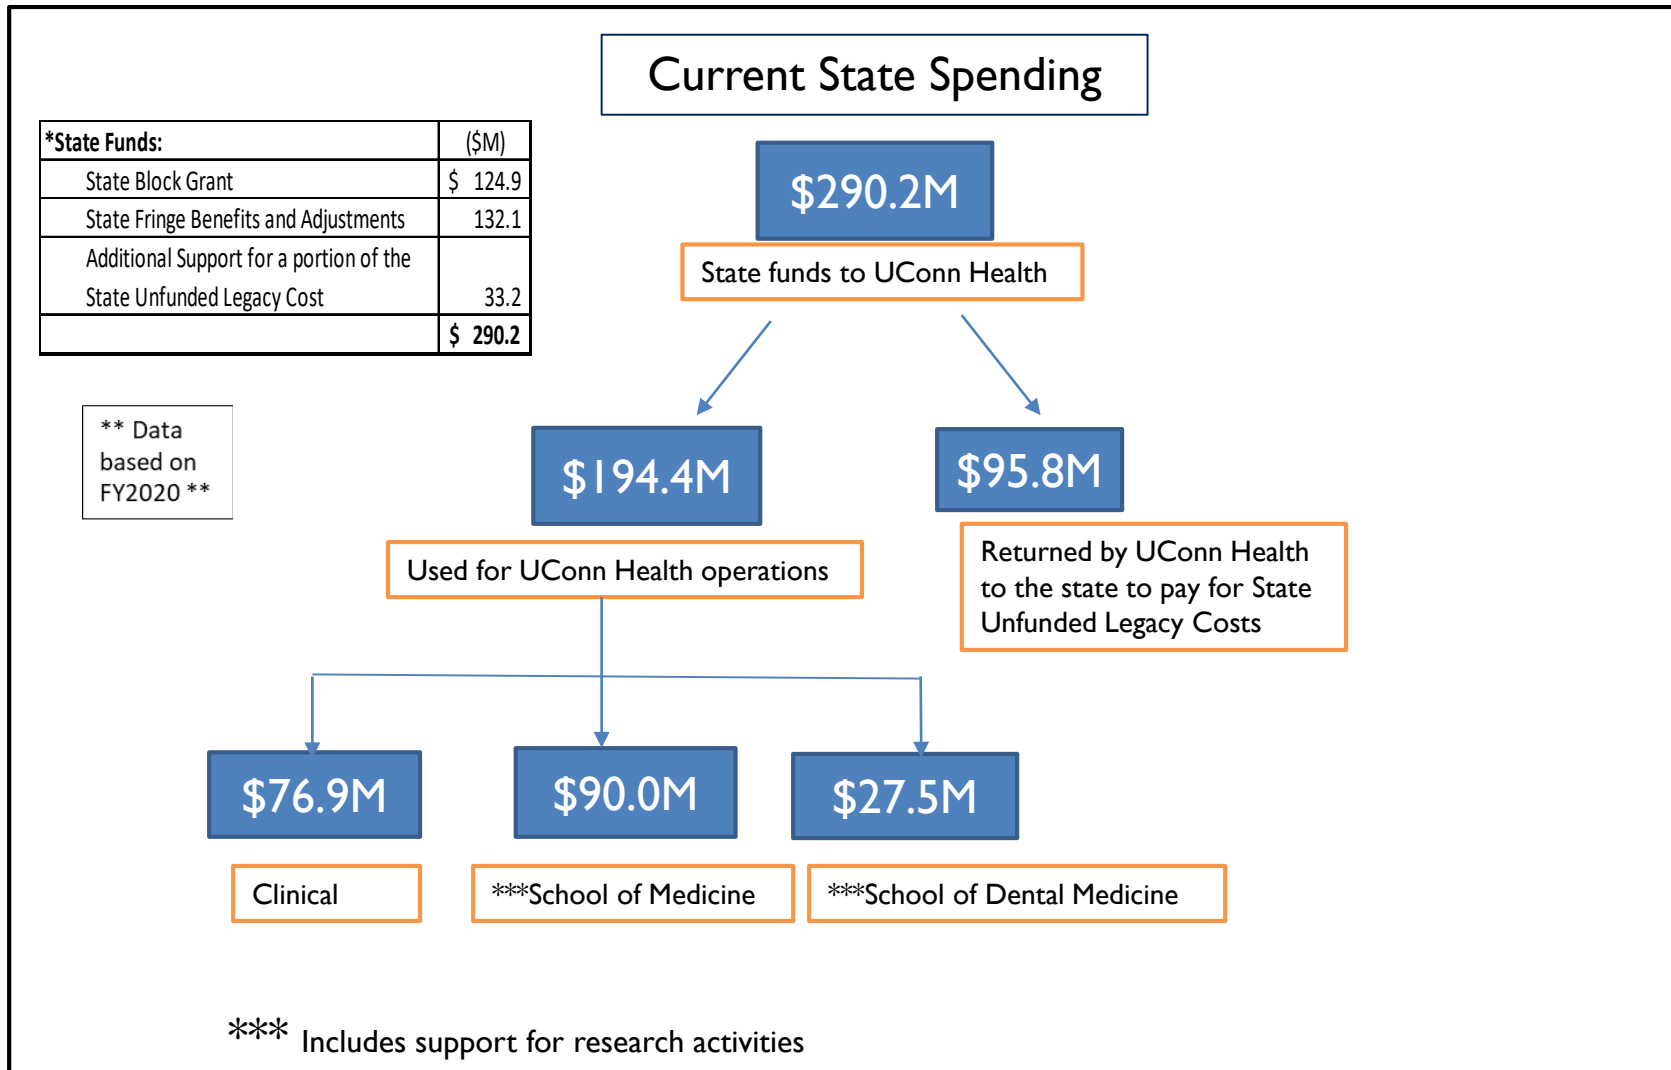 Current State Spending
*State Funds: ($M)
State Block Grant $ 124.9
State Fringe Benefits and Adjustments 132.1
Additional Support for a portion of the
State Unfunded Legacy Cost 33.2
$ 290.2
$290.2M
State funds to UConn Health
** Data
based on
FY2020 **
$194.4M
Used for UConn Health operations
$95.8M
Returned by UConn Health
to the state to pay for State
Unfunded Legacy Costs
$76.9M
Clinical
$90.0M
***School of Medicine
$27.5M
***School of Dental Medicine
*** Includes support for research activities